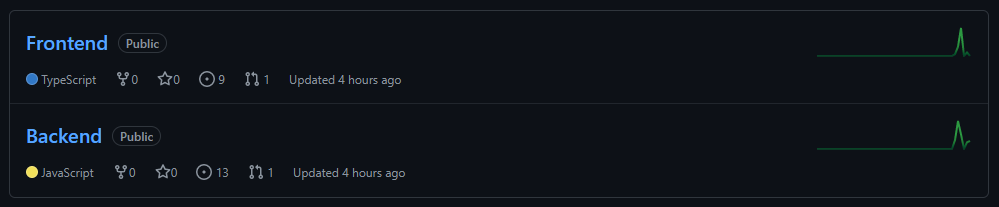 Frontend Public
TypeScript 0 0 9 1 Updated 4 hours ago
Backend Public
JavaScript 0 0 13 1 Updated 4 hours ago